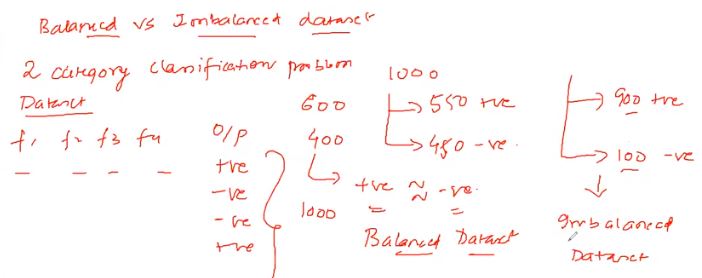 Balanced vs Imbalanced dataset
2 category classification problem
Dataset
f1 f2 f3 f4 O/P
+ve
-ve
-ve
+ve
600
400
1000
1000
550 +ve
450 -ve
+ve ≈ -ve
Balanced Dataset
900 +ve
100 -ve
Imbalanced
Dataset